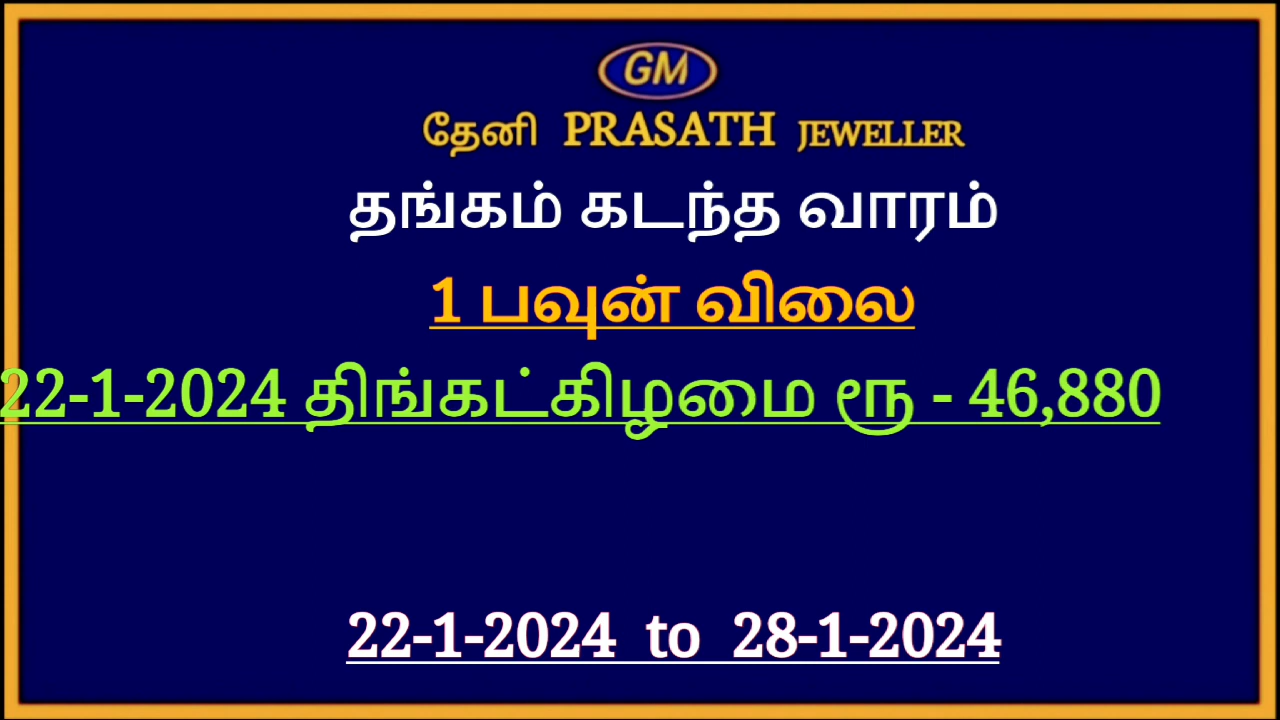 GM
தேனி PRASATH JEWELLER
தங்கம் கடந்த வாரம்
1 பவுன் விலை
22-1-2024 திங்கட்கிழமை ரூ - 46,880
22-1-2024 to 28-1-2024